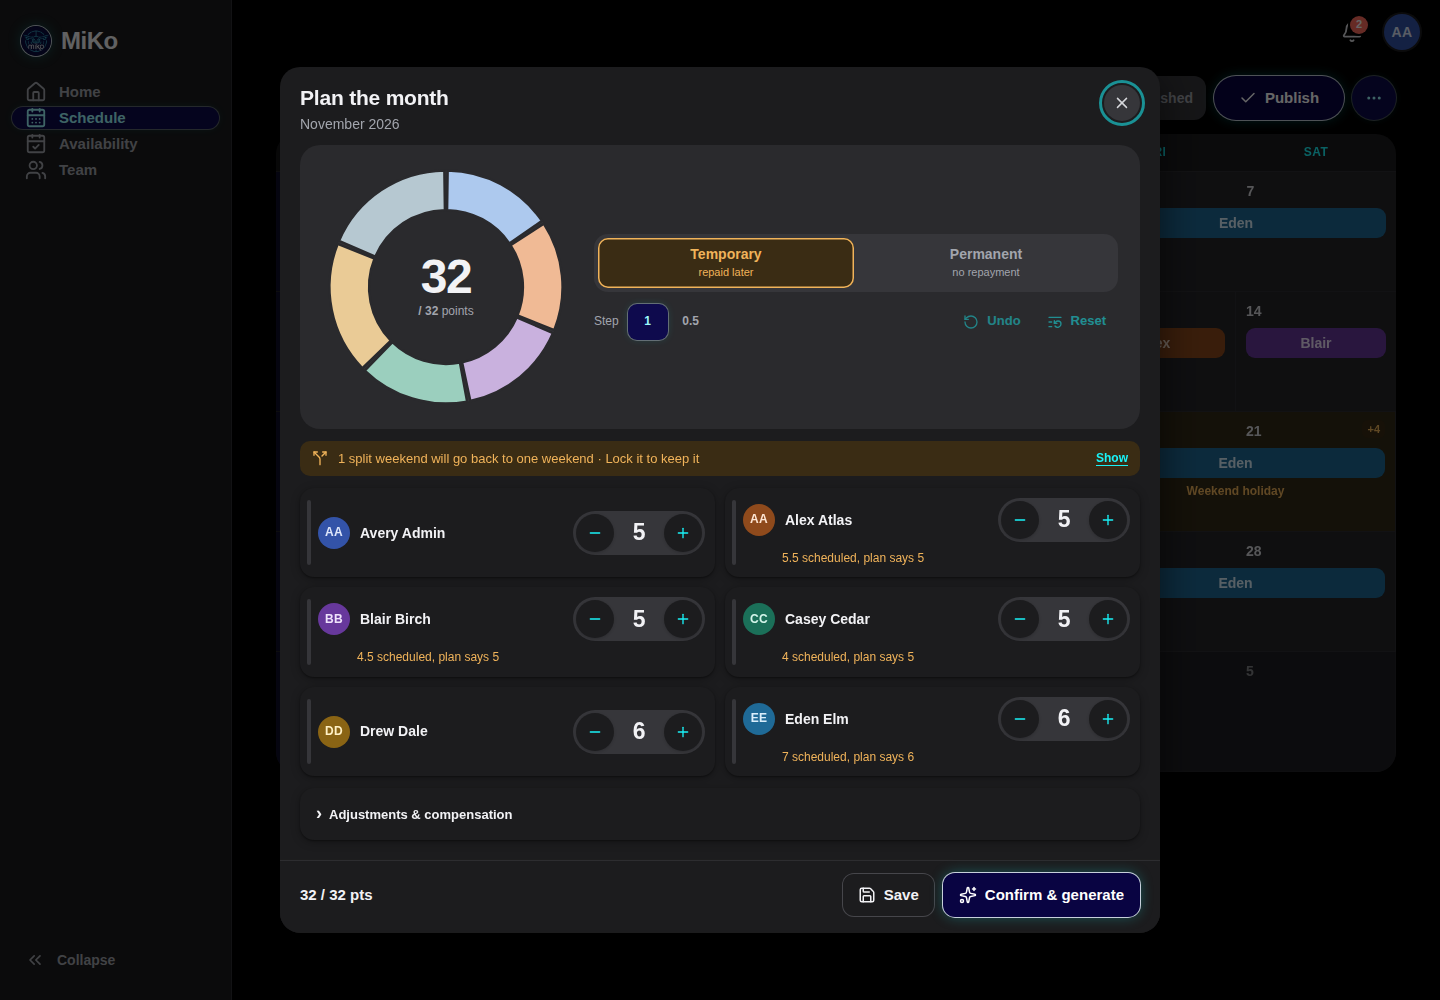 miko
MiKo
Home
Schedule
Availability
Team
Collapse
2
AA
Publish
SAT
7
Eden
14
Blair
21
+4
Eden
Weekend holiday
28
Eden
5
Plan the month
November 2026
32
/ 32 points
Temporary
repaid later
Permanent
no repayment
Step
1
0.5
Undo
Reset
1 split weekend will go back to one weekend · Lock it to keep it
Show
AA
Avery Admin
− 5 +
AA
Alex Atlas
− 5 +
5.5 scheduled, plan says 5
BB
Blair Birch
− 5 +
4.5 scheduled, plan says 5
CC
Casey Cedar
− 5 +
4 scheduled, plan says 5
DD
Drew Dale
− 6 +
EE
Eden Elm
− 6 +
7 scheduled, plan says 6
› Adjustments & compensation
32 / 32 pts
Save
Confirm & generate